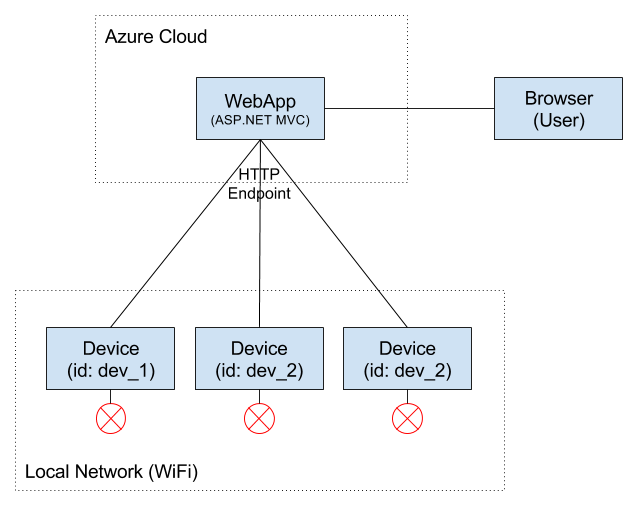 Azure Cloud
WebApp
(ASP.NET MVC)
Browser
(User)
HTTP
Endpoint
Device
(id: dev_1)
Device
(id: dev_2)
Device
(id: dev_2)
Local Network (WiFi)